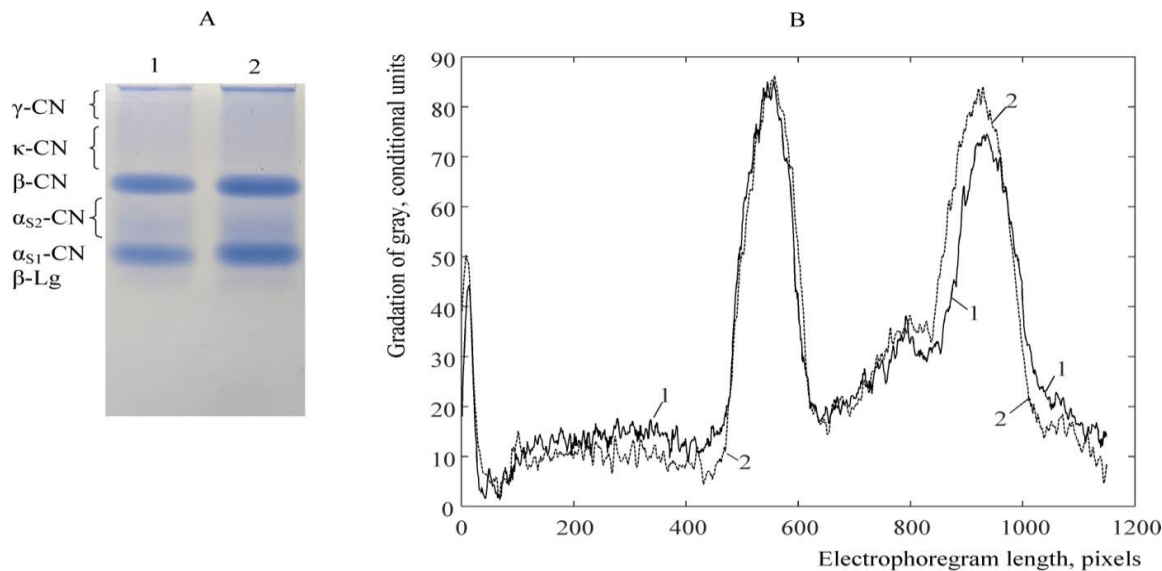 A
1 2
γ-CN
κ-CN
β-CN
αS2-CN
αS1-CN
β-Lg
B
Gradation of gray, conditional units
90
80
70
60
50
40
30
20
10
0
2
1
1
2
1
2
0 200 400 600 800 1000 1200
Electrophoregram length, pixels